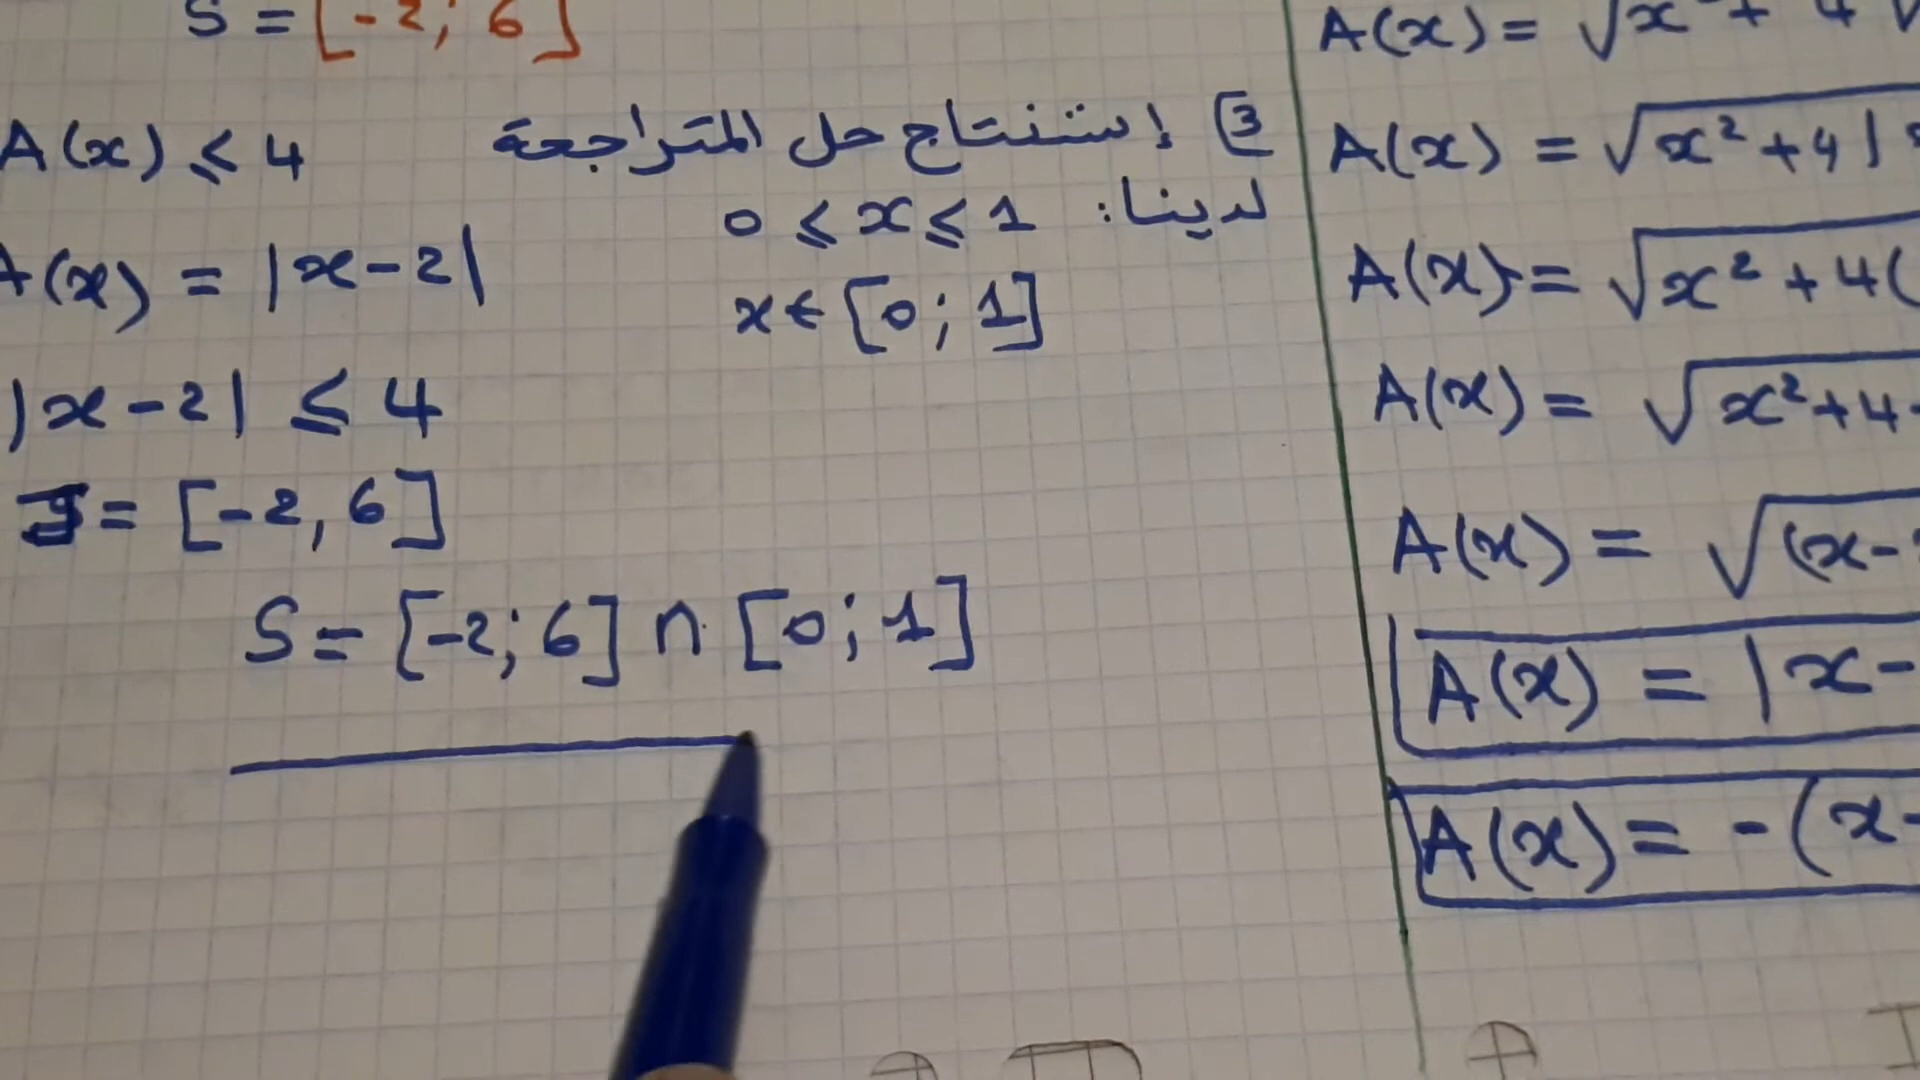 S = [-2; 6]
3) إستنتاج حل المتراجحة A(x) ⩽ 4
لدينا: 0 ⩽ x ⩽ 1
x ∈ [0; 1]
A(x) = |x-2|
|x-2| ≤ 4
= [-2, 6]
S = [-2; 6] ∩ [0; 1]
A(x) = √x + 4
A(x) = √x² + 4|
A(x) = √x² + 4(
A(x) = √x² + 4
A(x) = √(x-
A(x) = |x-
A(x) = -(x-